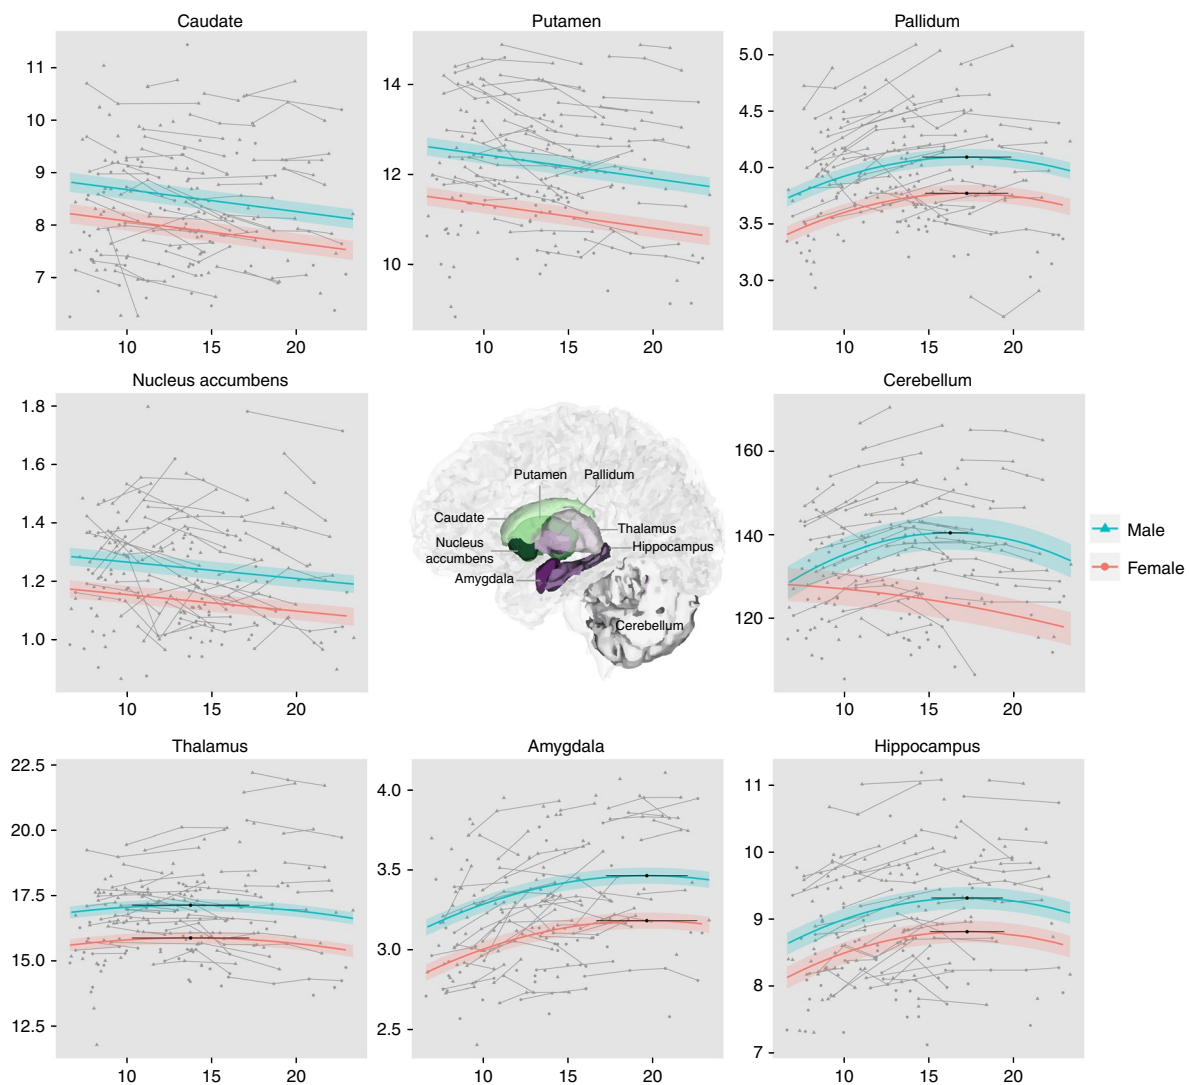 Caudate
11
10
9
8
7
10 15 20
Putamen
14
12
10
10 15 20
Pallidum
5.0
4.5
4.0
3.5
3.0
10 15 20
Nucleus accumbens
1.8
1.6
1.4
1.2
1.0
10 15 20
Putamen
Pallidum
Caudate
Thalamus
Nucleus
accumbens
Hippocampus
Amygdala
Cerebellum
Cerebellum
160
140
120
10 15 20
Male
Female
Thalamus
22.5
20.0
17.5
15.0
12.5
10 15 20
Amygdala
4.0
3.5
3.0
2.5
10 15 20
Hippocampus
11
10
9
8
7
10 15 20